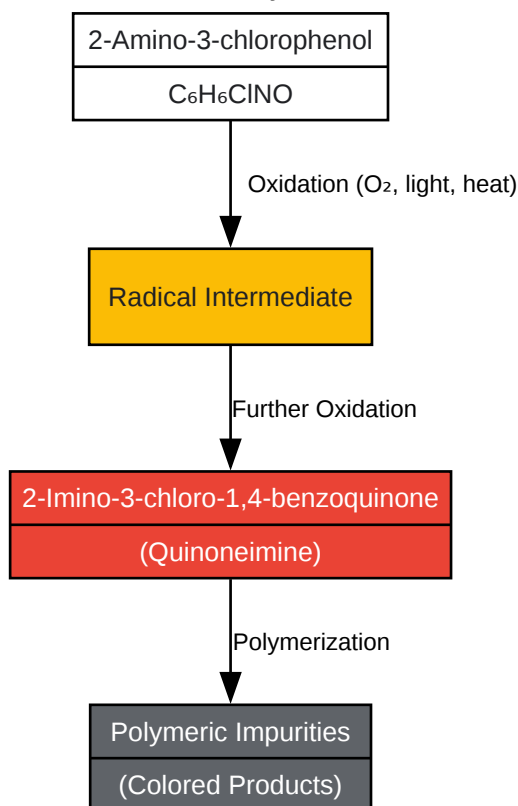 2-Amino-3-chlorophenol
C₆H₆ClNO
Oxidation (O₂, light, heat)
Radical Intermediate
Further Oxidation
2-Imino-3-chloro-1,4-benzoquinone
(Quinoneimine)
Polymerization
Polymeric Impurities
(Colored Products)